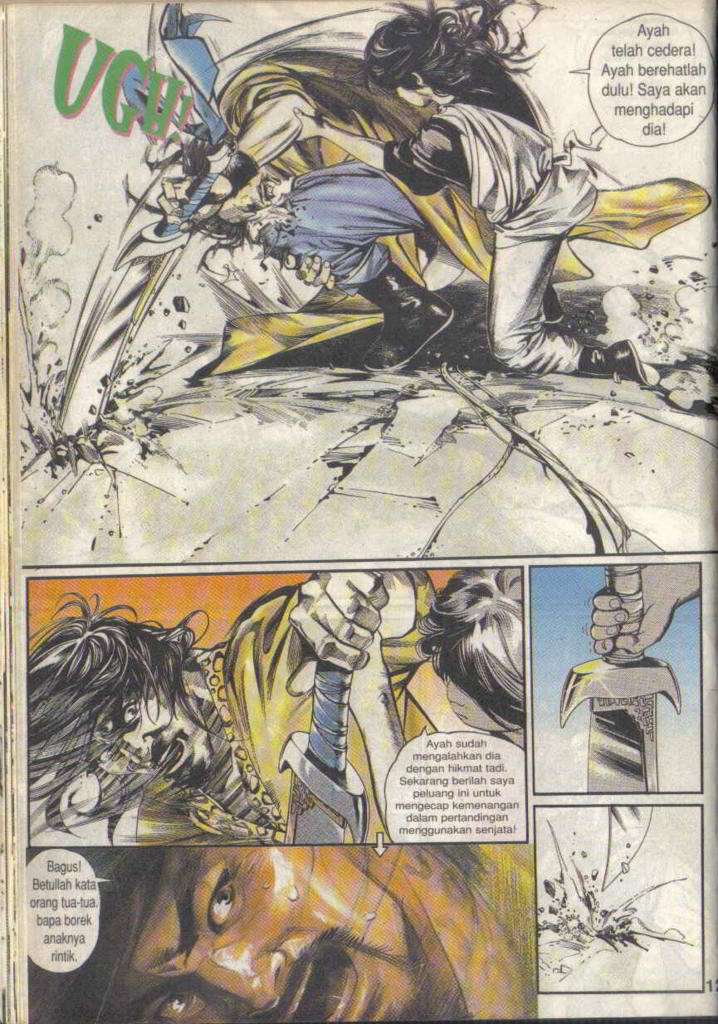 UGH!
Ayah
telah cedera!
Ayah berehatlah
dulu! Saya akan
menghadapi
dia!
Ayah sudah
mengalahkan dia
dengan hikmat tadi.
Sekarang berilah saya
peluang ini untuk
mengecap kemenangan
dalam pertandingan
menggunakan senjata!
Bagus!
Betullah kata
orang tua-tua.
bapa borek
anaknya
rintik.